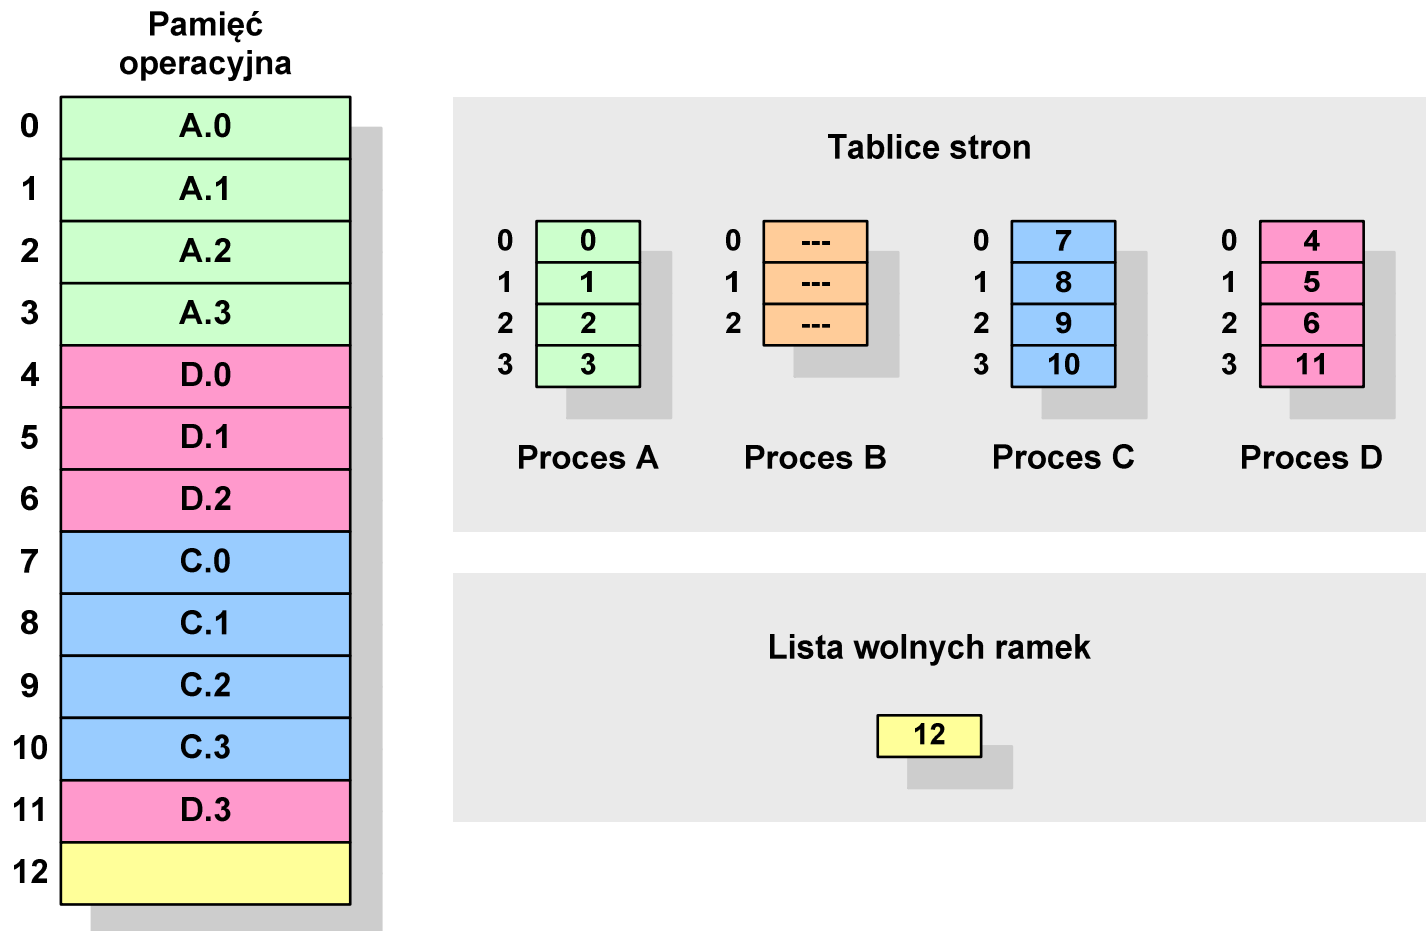 Pamięć
operacyjna
0 A.0
1 A.1
2 A.2
3 A.3
4 D.0
5 D.1
6 D.2
7 C.0
8 C.1
9 C.2
10 C.3
11 D.3
12
Tablice stron
0 0
1 1
2 2
3 3
Proces A
0 ---
1 ---
2 ---
Proces B
0 7
1 8
2 9
3 10
Proces C
0 4
1 5
2 6
3 11
Proces D
Lista wolnych ramek
12